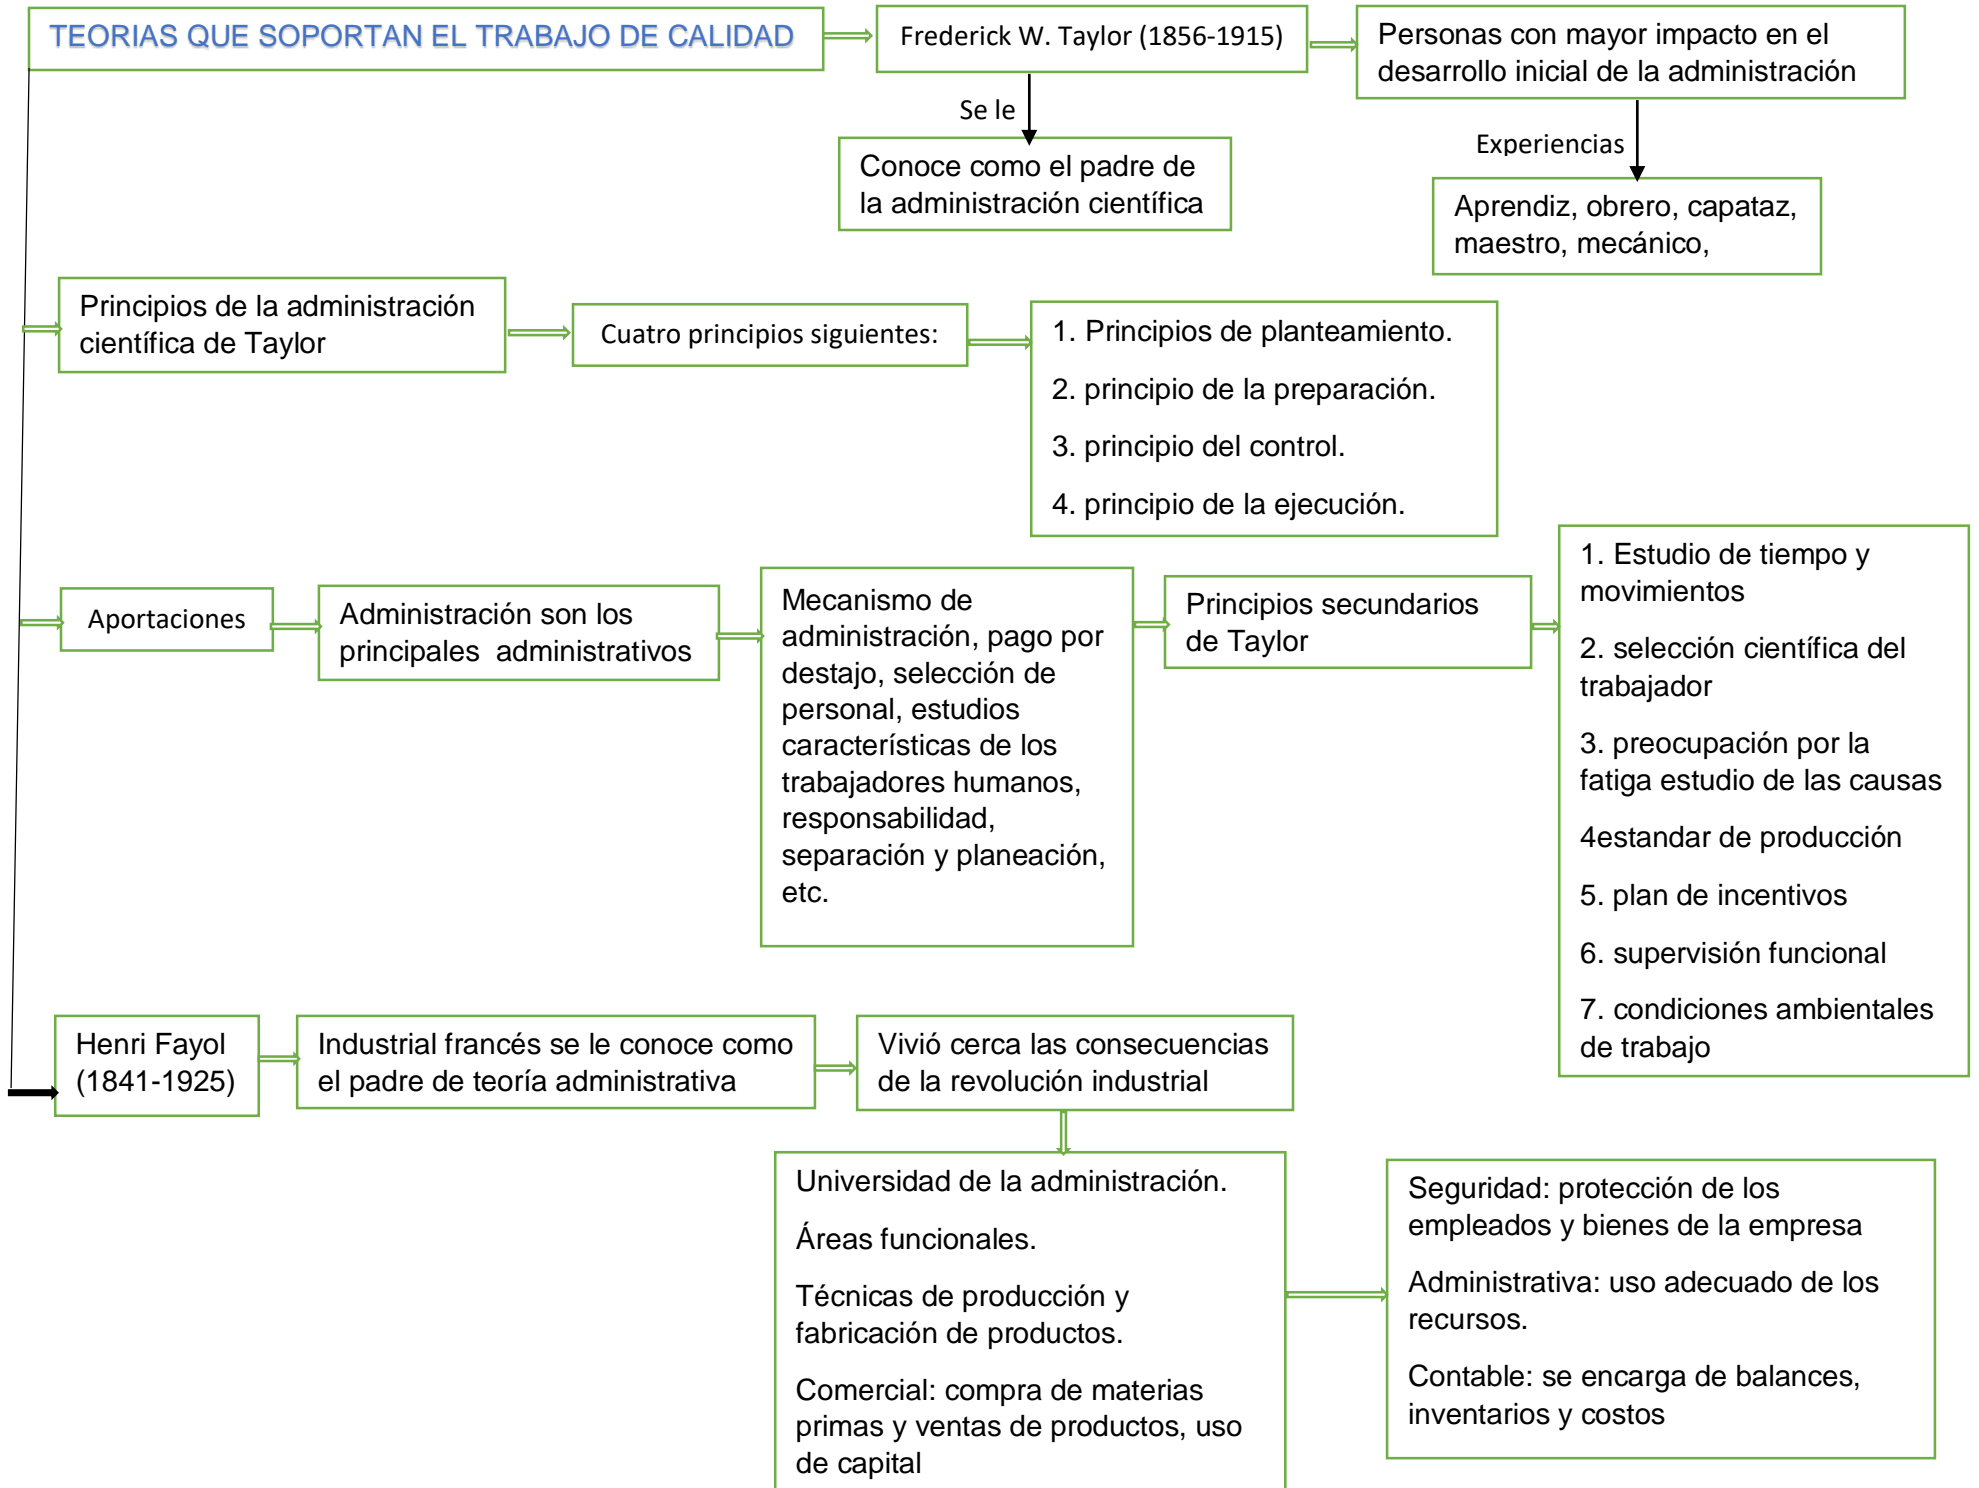 TEORIAS QUE SOPORTAN EL TRABAJO DE CALIDAD
Frederick W. Taylor (1856-1915)
Personas con mayor impacto en el
desarrollo inicial de la administración
Se le
Conoce como el padre de
la administración científica
Experiencias
Aprendiz, obrero, capataz,
maestro, mecánico,
Principios de la administración
científica de Taylor
Cuatro principios siguientes:
1. Principios de planteamiento.
2. principio de la preparación.
3. principio del control.
4. principio de la ejecución.
Aportaciones
Administración son los
principales  administrativos
Mecanismo de
administración, pago por
destajo, selección de
personal, estudios
características de los
trabajadores humanos,
responsabilidad,
separación y planeación,
etc.
Principios secundarios
de Taylor
1. Estudio de tiempo y
movimientos
2. selección científica del
trabajador
3. preocupación por la
fatiga estudio de las causas
4estandar de producción
5. plan de incentivos
6. supervisión funcional
7. condiciones ambientales
de trabajo
Henri Fayol
(1841-1925)
Industrial francés se le conoce como
el padre de teoría administrativa
Vivió cerca las consecuencias
de la revolución industrial
Universidad de la administración.
Áreas funcionales.
Técnicas de producción y
fabricación de productos.
Comercial: compra de materias
primas y ventas de productos, uso
de capital
Seguridad: protección de los
empleados y bienes de la empresa
Administrativa: uso adecuado de los
recursos.
Contable: se encarga de balances,
inventarios y costos